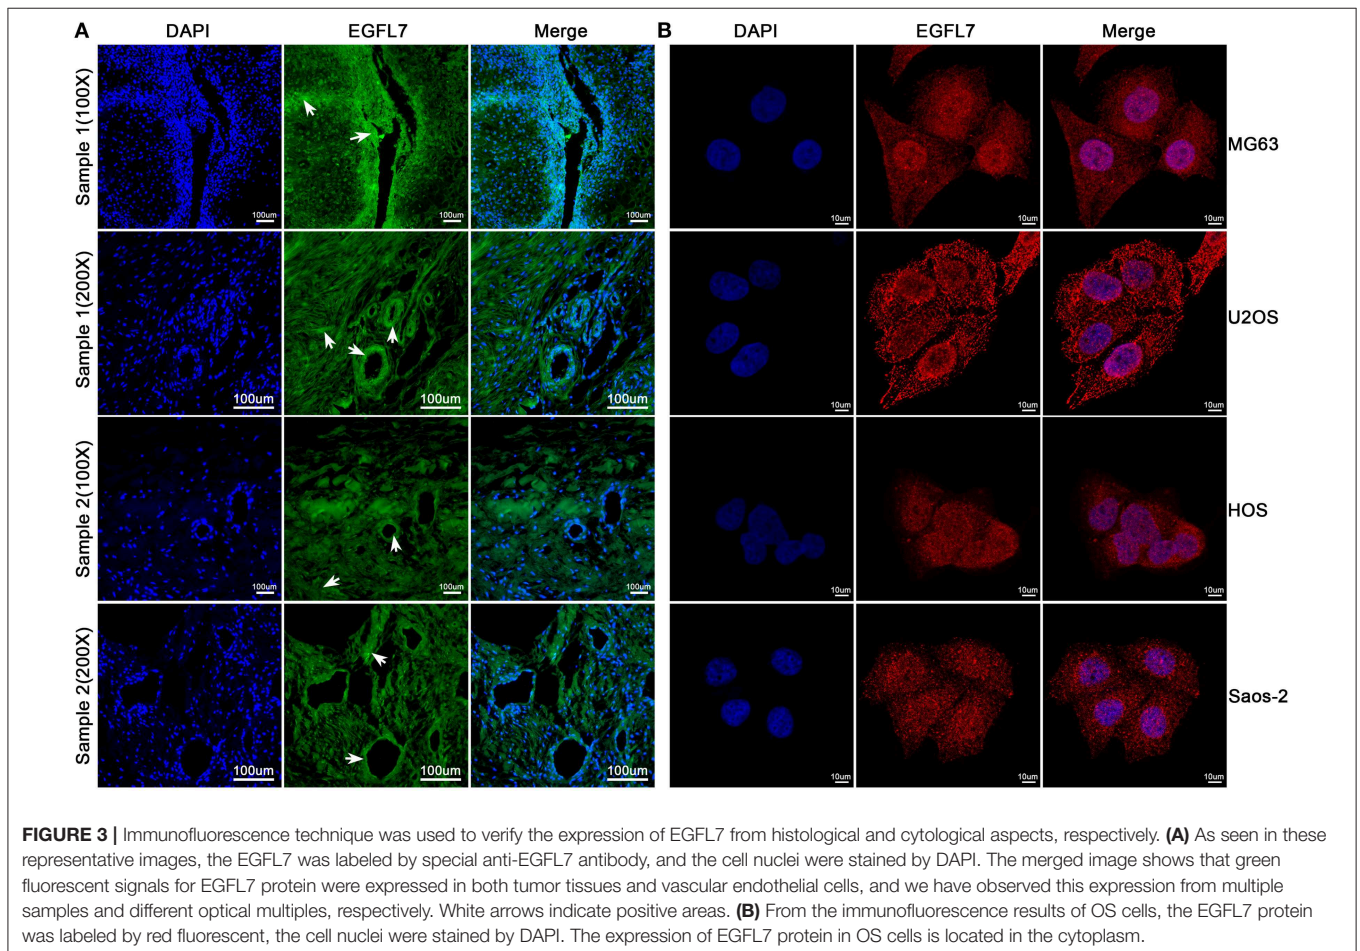 A DAPI EGFL7 Merge B DAPI EGFL7 Merge
Sample 1(100X) 100um 100um 100um 10um 10um 10um MG63
Sample 1(200X) 100um 100um 100um 10um 10um 10um U2OS
Sample 2(100X) 100um 100um 100um 10um 10um 10um HOS
Sample 2(200X) 100um 100um 100um 10um 10um 10um Saos-2
FIGURE 3 | Immunofluorescence technique was used to verify the expression of EGFL7 from histological and cytological aspects, respectively. (A) As seen in these
representative images, the EGFL7 was labeled by special anti-EGFL7 antibody, and the cell nuclei were stained by DAPI. The merged image shows that green
fluorescent signals for EGFL7 protein were expressed in both tumor tissues and vascular endothelial cells, and we have observed this expression from multiple
samples and different optical multiples, respectively. White arrows indicate positive areas. (B) From the immunofluorescence results of OS cells, the EGFL7 protein
was labeled by red fluorescent, the cell nuclei were stained by DAPI. The expression of EGFL7 protein in OS cells is located in the cytoplasm.